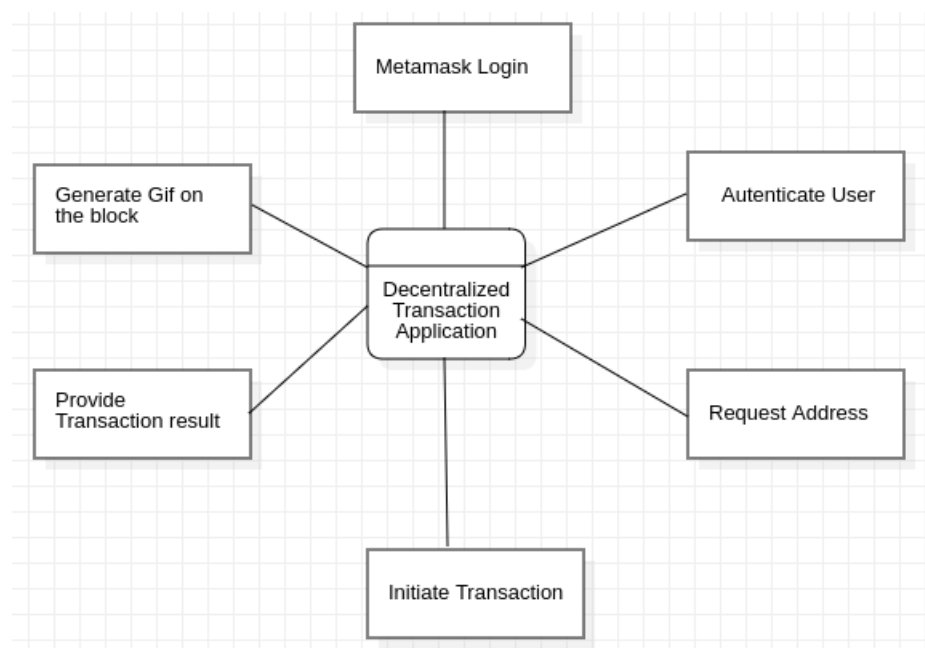 Metamask Login
Generate Gif on
the block
Autenticate User
Decentralized
Transaction
Application
Provide
Transaction result
Request Address
Initiate Transaction